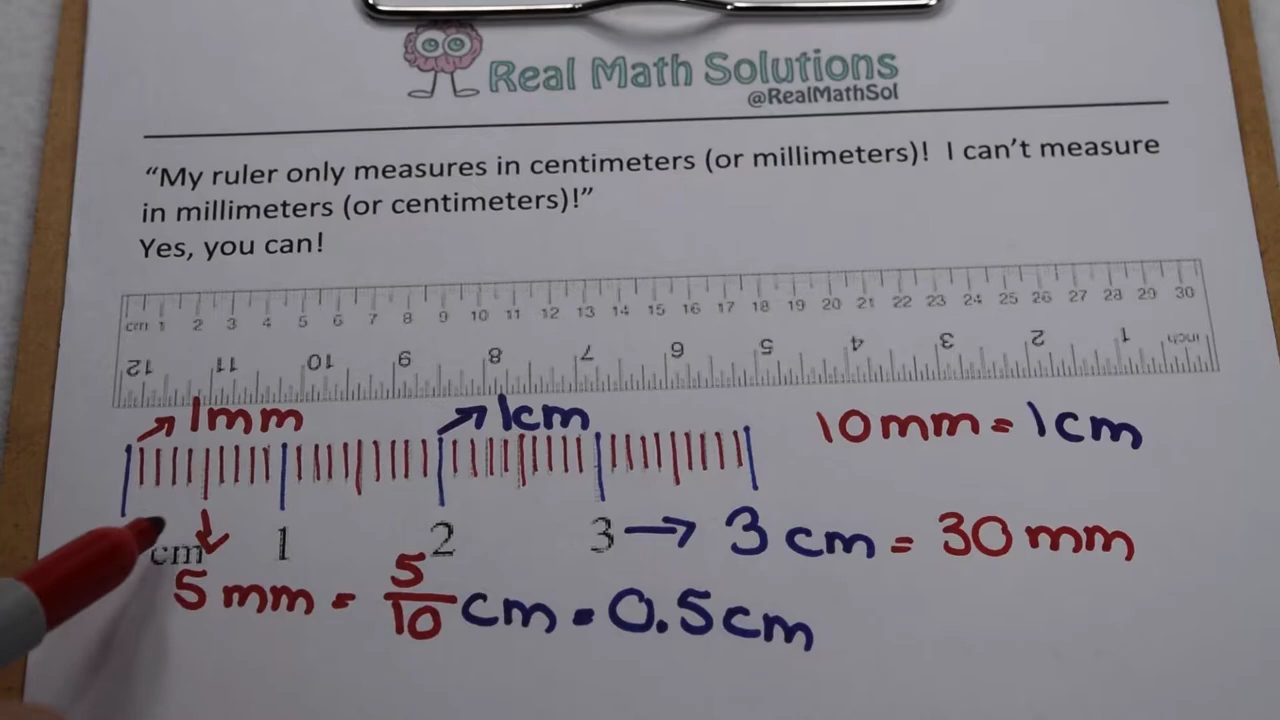 Real Math Solutions
@RealMathSol
“My ruler only measures in centimeters (or millimeters)! I can’t measure
in millimeters (or centimeters)!”
Yes, you can!
cm 1 2 3 4 5 6 7 8 9 10 11 12 13 14 15 16 17 18 19 20 21 22 23 24 25 26 27 28 29 30
12 11 10 9 8 7 6 5 4 3 2 1 inch
1mm 1cm 10mm = 1cm
cm 1 2 3 → 3 cm = 30 mm
5 mm = 5/10 cm = 0.5cm